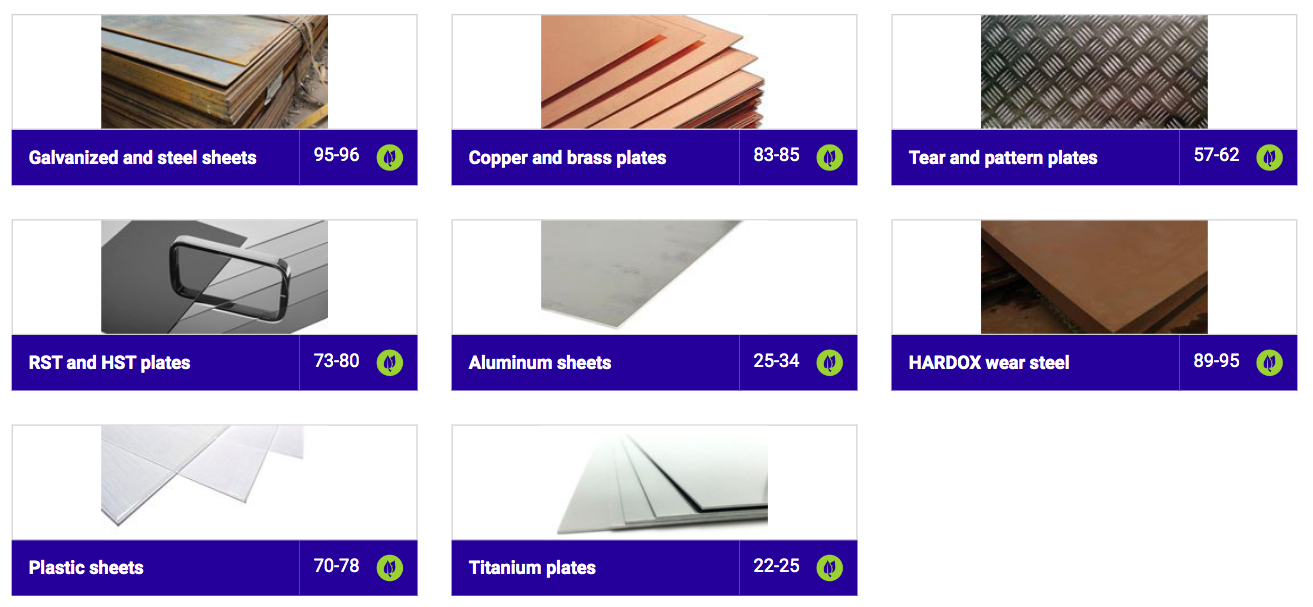 Galvanized and steel sheets 95-96
Copper and brass plates 83-85
Tear and pattern plates 57-62
RST and HST plates 73-80
Aluminum sheets 25-34
HARDOX wear steel 89-95
Plastic sheets 70-78
Titanium plates 22-25